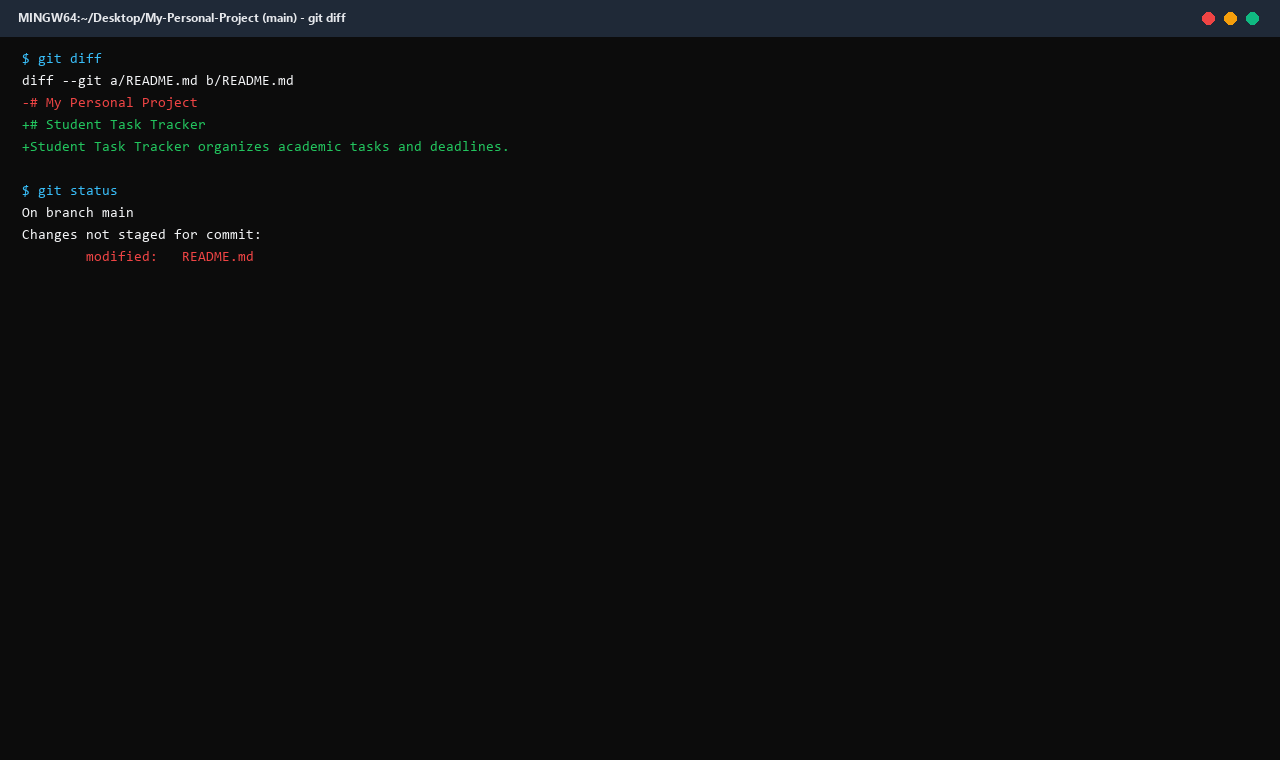 MINGW64:~/Desktop/My-Personal-Project (main) - git diff
$ git diff
diff --git a/README.md b/README.md
-# My Personal Project
+# Student Task Tracker
+Student Task Tracker organizes academic tasks and deadlines.
$ git status
On branch main
Changes not staged for commit:
        modified:   README.md